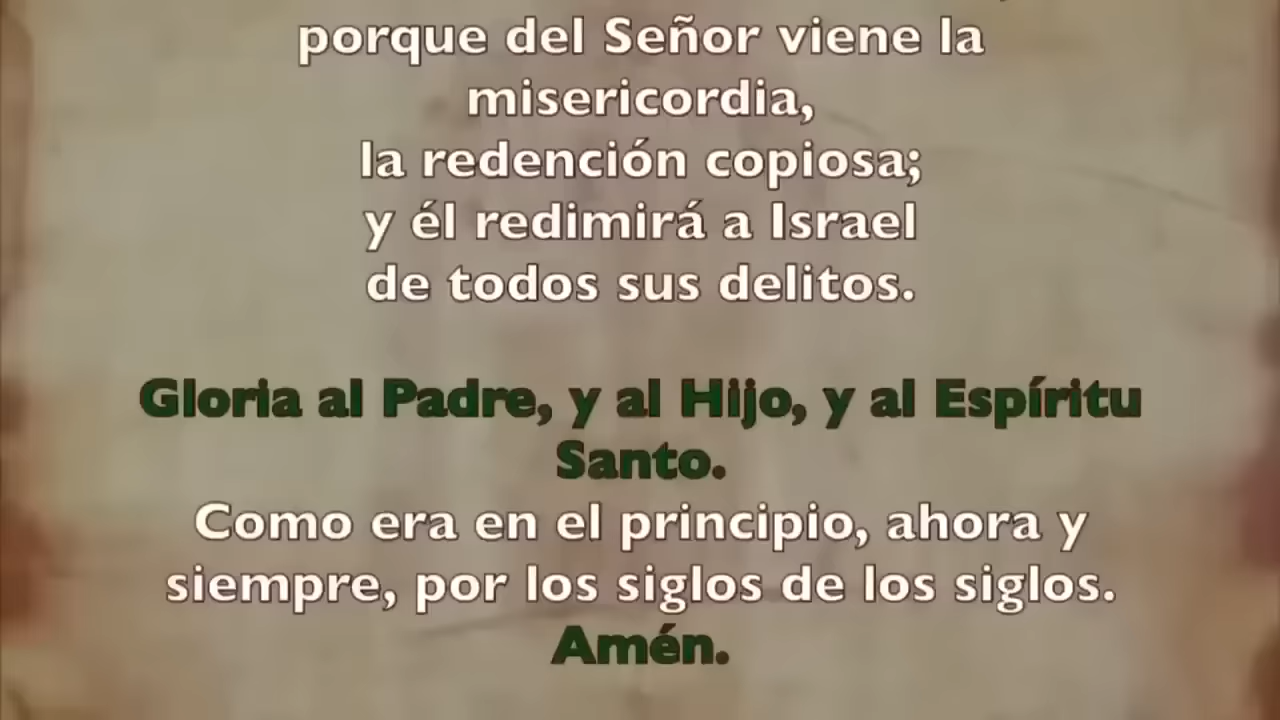 porque del Señor viene la
misericordia,
la redención copiosa;
y él redimirá a Israel
de todos sus delitos.
Gloria al Padre, y al Hijo, y al Espíritu
Santo.
Como era en el principio, ahora y
siempre, por los siglos de los siglos.
Amén.